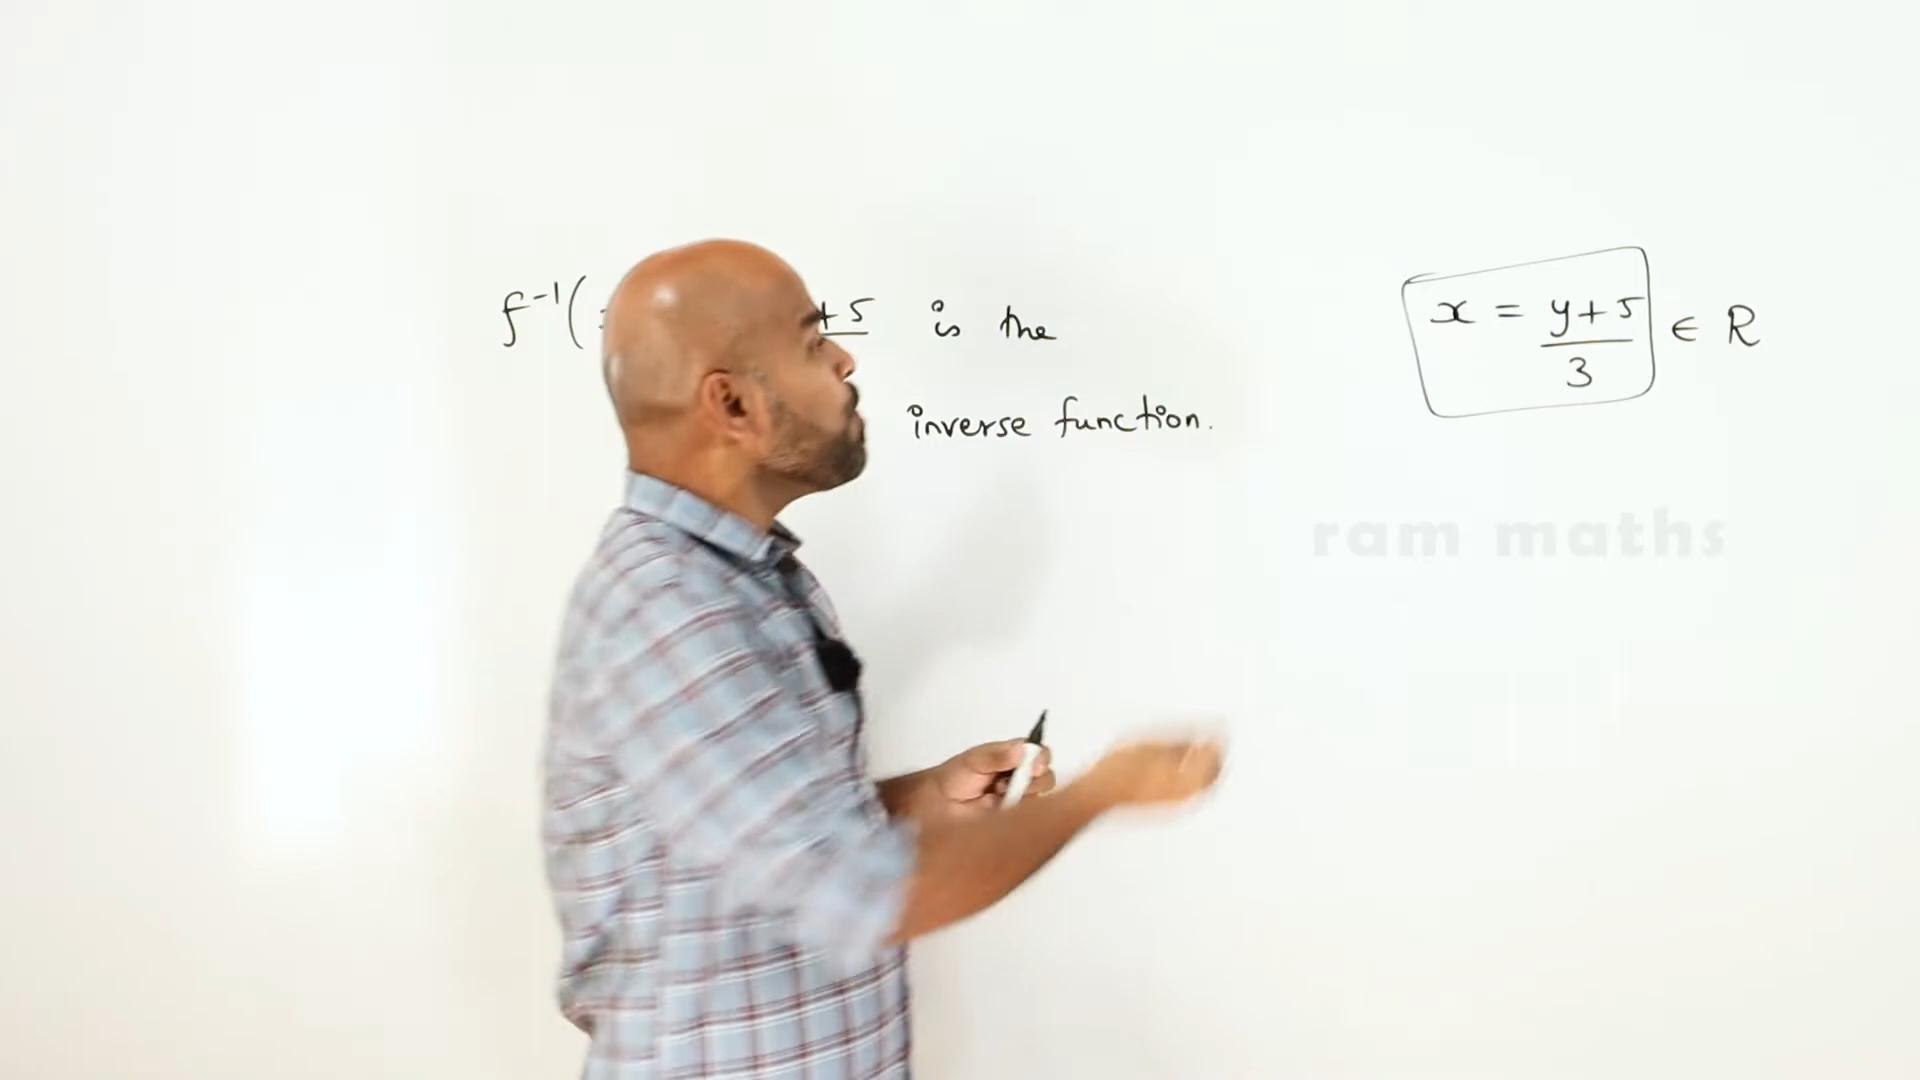 f⁻¹( + 5 is the
inverse function.
x = y + 5 ∈ R
3
ram maths